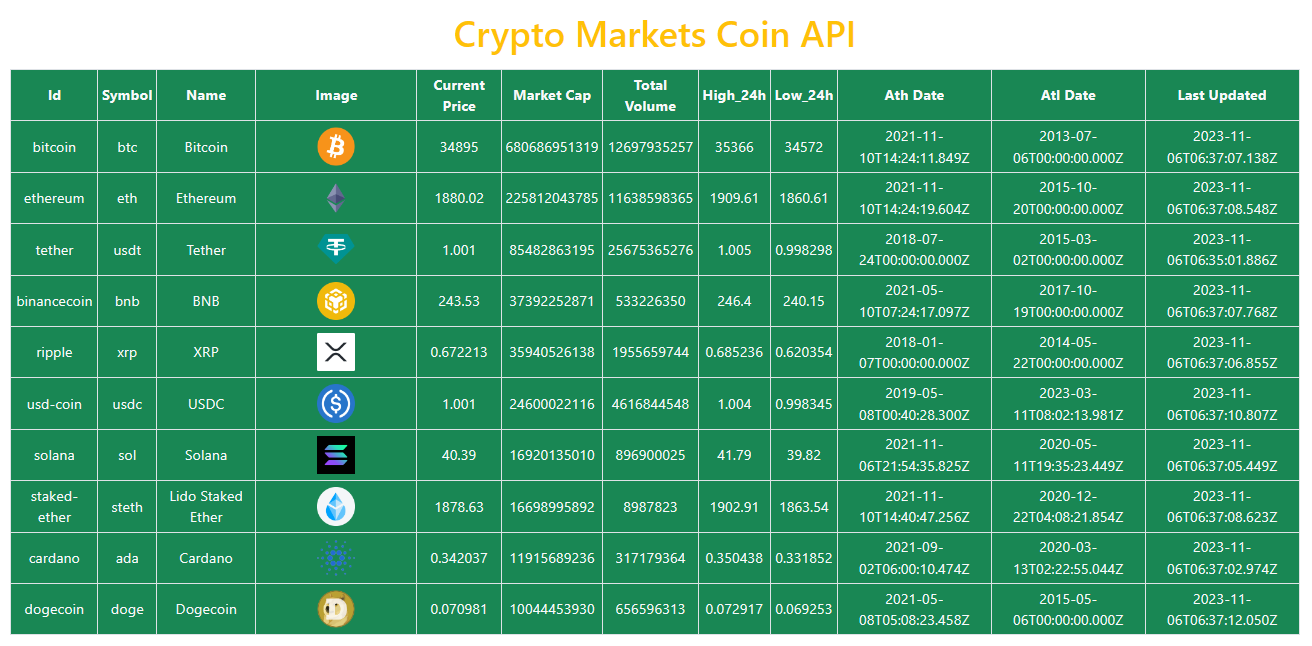 Crypto Markets Coin API
Id Symbol Name Image Current Price Market Cap Total Volume High_24h Low_24h Ath Date Atl Date Last Updated
bitcoin btc Bitcoin 34895 680686951319 12697935257 35366 34572 2021-11-10T14:24:11.849Z 2013-07-06T00:00:00.000Z 2023-11-06T06:37:07.138Z
ethereum eth Ethereum 1880.02 225812043785 11638598365 1909.61 1860.61 2021-11-10T14:24:19.604Z 2015-10-20T00:00:00.000Z 2023-11-06T06:37:08.548Z
tether usdt Tether 1.001 85482863195 25675365276 1.005 0.998298 2018-07-24T00:00:00.000Z 2015-03-02T00:00:00.000Z 2023-11-06T06:35:01.886Z
binancecoin bnb BNB 243.53 37392252871 533226350 246.4 240.15 2021-05-10T07:24:17.097Z 2017-10-19T00:00:00.000Z 2023-11-06T06:37:07.768Z
ripple xrp XRP 0.672213 35940526138 1955659744 0.685236 0.620354 2018-01-07T00:00:00.000Z 2014-05-22T00:00:00.000Z 2023-11-06T06:37:06.855Z
usd-coin usdc USDC 1.001 24600022116 4616844548 1.004 0.998345 2019-05-08T00:40:28.300Z 2023-03-11T08:02:13.981Z 2023-11-06T06:37:10.807Z
solana sol Solana 40.39 16920135010 896900025 41.79 39.82 2021-11-06T21:54:35.825Z 2020-05-11T19:35:23.449Z 2023-11-06T06:37:05.449Z
staked-ether steth Lido Staked Ether 1878.63 16698995892 8987823 1902.91 1863.54 2021-11-10T14:40:47.256Z 2020-12-22T04:08:21.854Z 2023-11-06T06:37:08.623Z
cardano ada Cardano 0.342037 11915689236 317179364 0.350438 0.331852 2021-09-02T06:00:10.474Z 2020-03-13T02:22:55.044Z 2023-11-06T06:37:02.974Z
dogecoin doge Dogecoin 0.070981 10044453930 656596313 0.072917 0.069253 2021-05-08T05:08:23.458Z 2015-05-06T00:00:00.000Z 2023-11-06T06:37:12.050Z